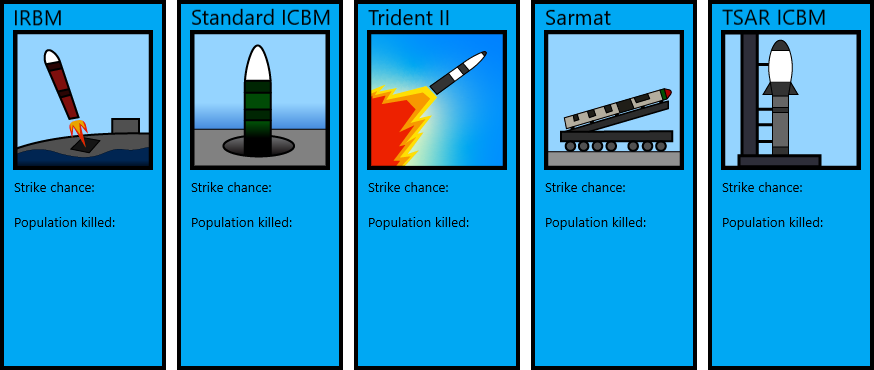 IRBM
Strike chance:
Population killed:
Standard ICBM
Strike chance:
Population killed:
Trident II
Strike chance:
Population killed:
Sarmat
Strike chance:
Population killed:
TSAR ICBM
Strike chance:
Population killed: